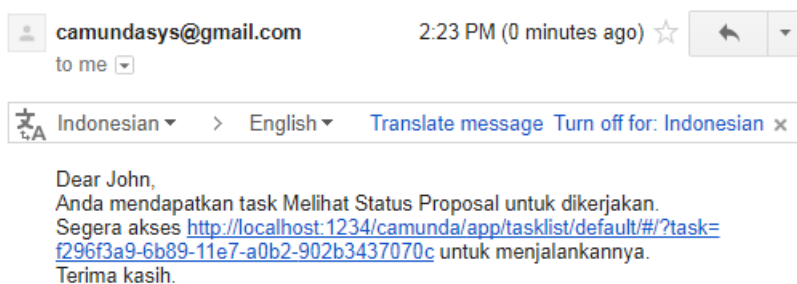 camundasys@gmail.com 2:23 PM (0 minutes ago)
to me
Indonesian > English Translate message Turn off for: Indonesian ×
Dear John,
Anda mendapatkan task Melihat Status Proposal untuk dikerjakan.
Segera akses http://localhost:1234/camunda/app/tasklist/default/#/?task=
f296f3a9-6b89-11e7-a0b2-902b3437070c untuk menjalankannya.
Terima kasih.